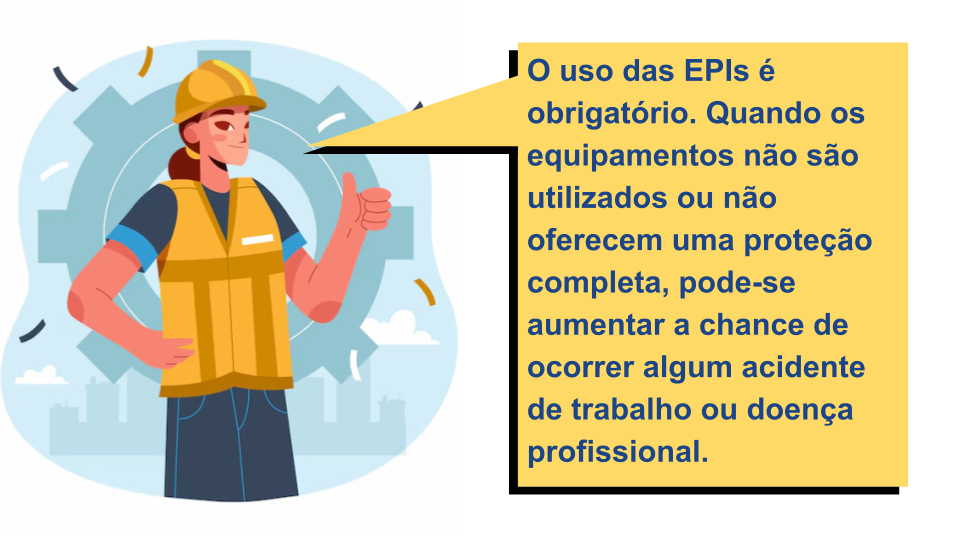 O uso das EPIs é
obrigatório. Quando os
equipamentos não são
utilizados ou não
oferecem uma proteção
completa, pode-se
aumentar a chance de
ocorrer algum acidente
de trabalho ou doença
profissional.